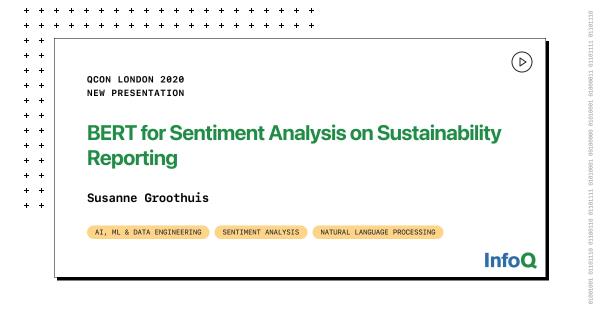 QCON LONDON 2020
NEW PRESENTATION
BERT for Sentiment Analysis on Sustainability
Reporting
Susanne Groothuis
AI, ML & DATA ENGINEERING SENTIMENT ANALYSIS NATURAL LANGUAGE PROCESSING
InfoQ